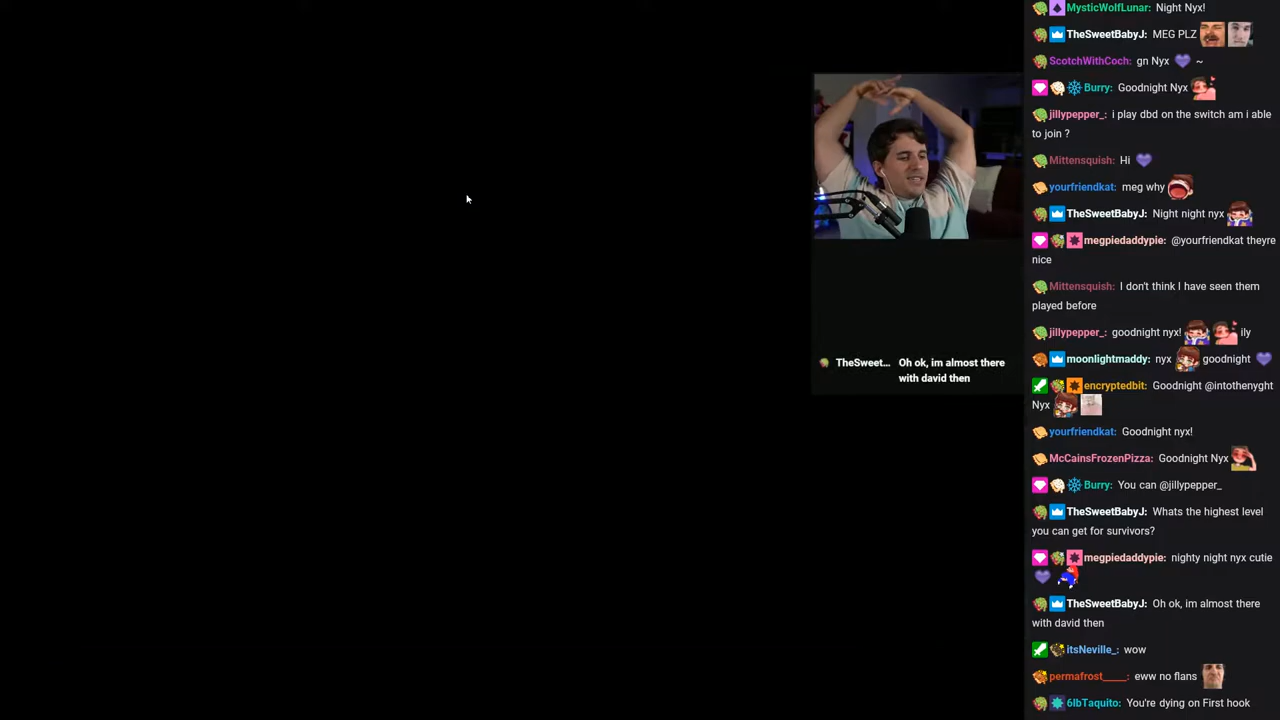 MysticWolfLunar: Night Nyx!
TheSweetBabyJ: MEG PLZ
ScotchWithCoch: gn Nyx ~
Burry: Goodnight Nyx
jillypepper_: i play dbd on the switch am i able
to join ?
Mittensquish: Hi
yourfriendkat: meg why
TheSweetBabyJ: Night night nyx
megpiedaddypie: @yourfriendkat theyre
nice
Mittensquish: I don't think I have seen them
played before
jillypepper_: goodnight nyx! ily
moonlightmaddy: nyx goodnight
encryptedbit: Goodnight @intothenyght
Nyx
yourfriendkat: Goodnight nyx!
McCainsFrozenPizza: Goodnight Nyx
Burry: You can @jillypepper_
TheSweetBabyJ: Whats the highest level
you can get for survivors?
megpiedaddypie: nighty night nyx cutie
TheSweetBabyJ: Oh ok, im almost there
with david then
itsNeville_: wow
permafrost_____: eww no flans
6lbTaquito: You're dying on First hook
TheSweet... Oh ok, im almost there
with david then